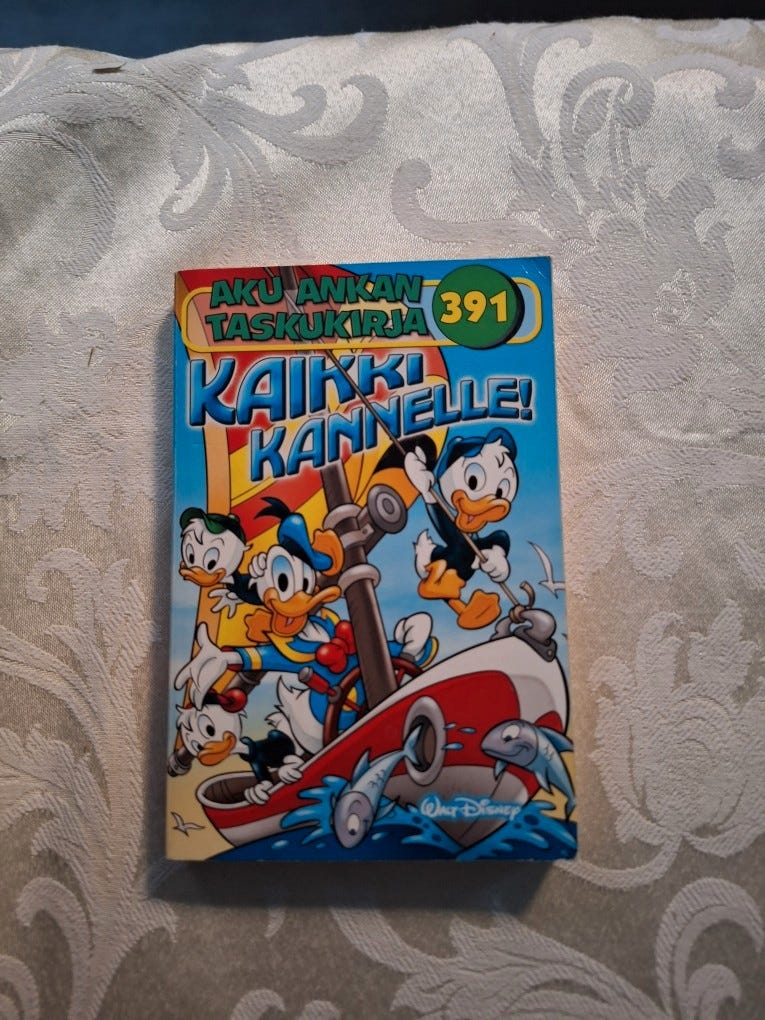 AKU ANKAN
TASKUKIRJA
391
KAIKKI
KANNELLE!
WALT DISNEY